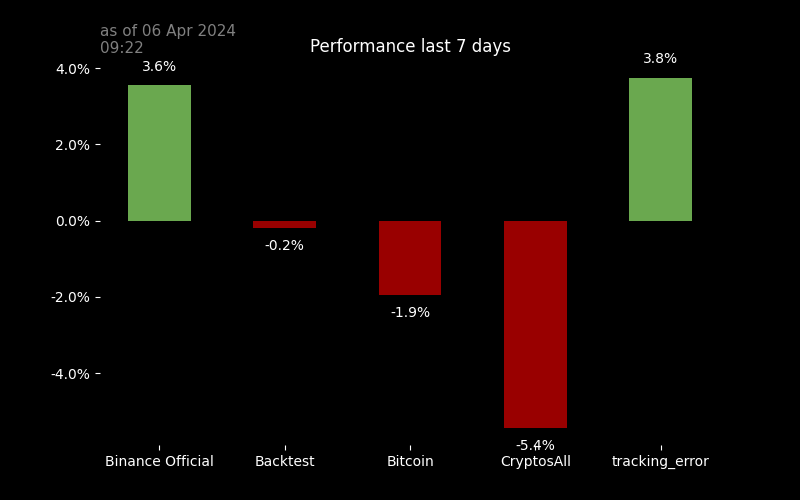 as of 06 Apr 2024
09:22
Performance last 7 days
4.0%
2.0%
0.0%
-2.0%
-4.0%
3.6%
-0.2%
-1.9%
-5.4%
3.8%
Binance Official
Backtest
Bitcoin
CryptosAll
tracking_error